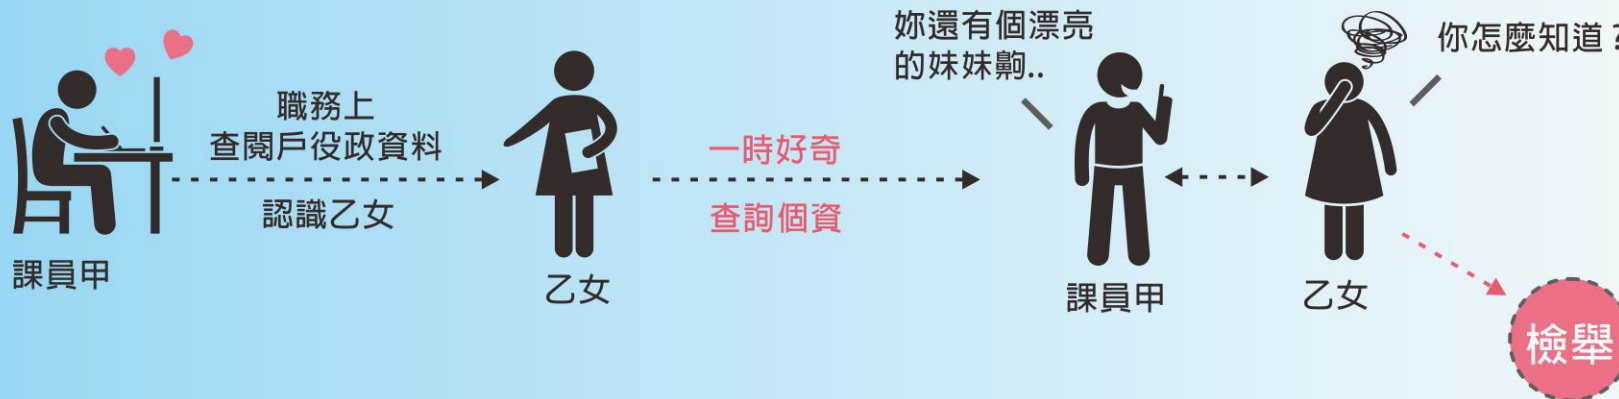 課員甲
職務上
查閱戶役政資料
認識乙女
乙女
一時好奇
查詢個資
妳還有個漂亮
的妹妹齁..
課員甲
你怎麼知道?
乙女
檢舉